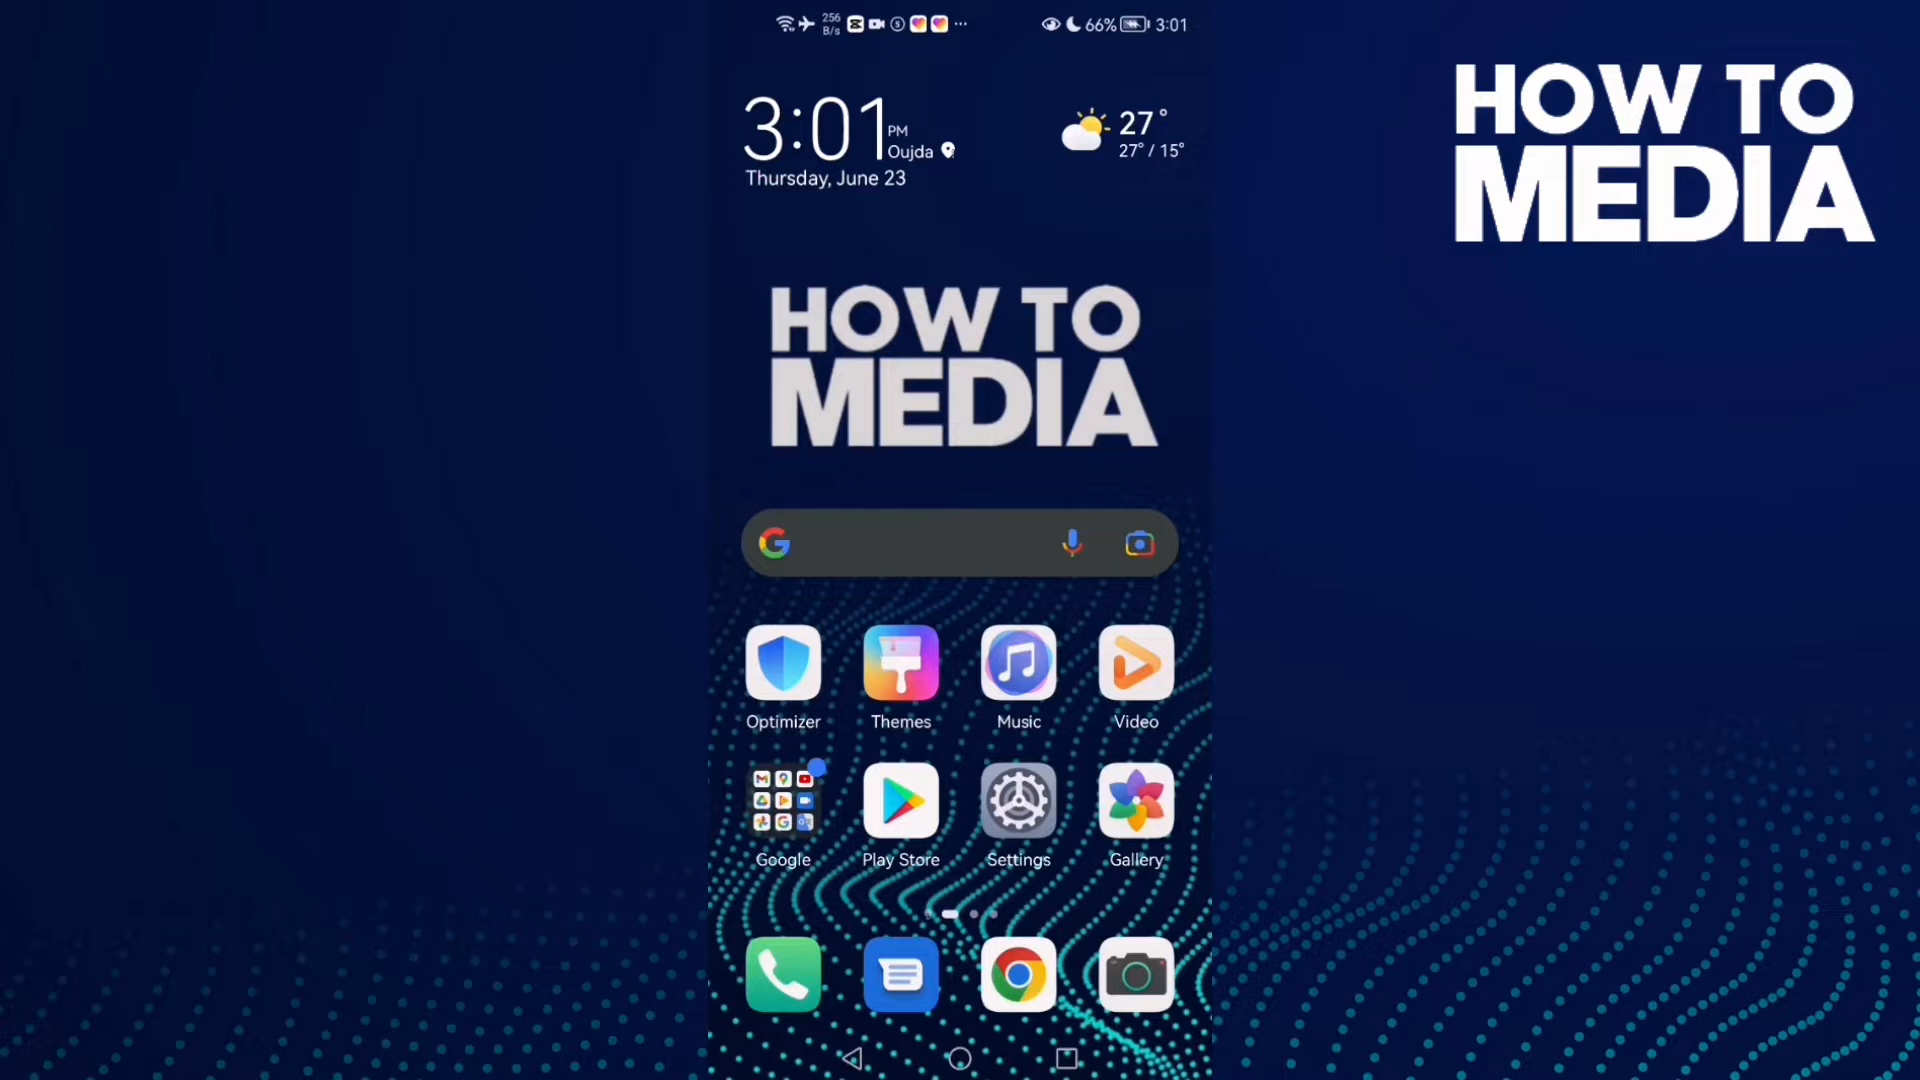 256
B/s
66%
3:01
3:01
PM
Oujda
Thursday, June 23
27°
27° / 15°
HOW TO
MEDIA
HOW TO
MEDIA
Optimizer
Themes
Music
Video
Google
Play Store
Settings
Gallery